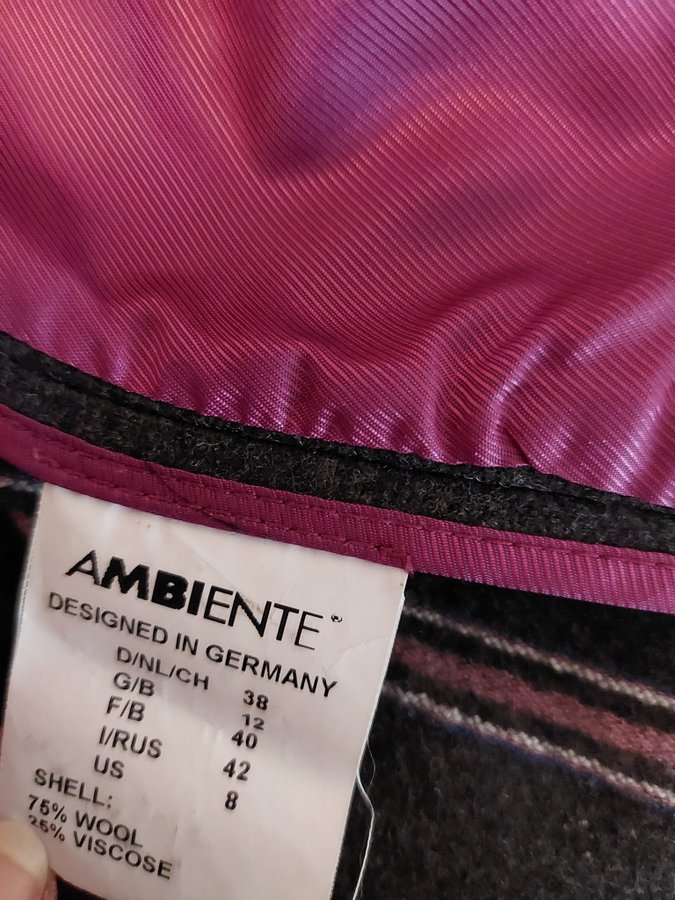 AMBIENTE
DESIGNED IN GERMANY
D/NL/CH 38
G/B 12
F/B 40
I/RUS 42
US 8
SHELL:
75% WOOL
25% VISCOSE